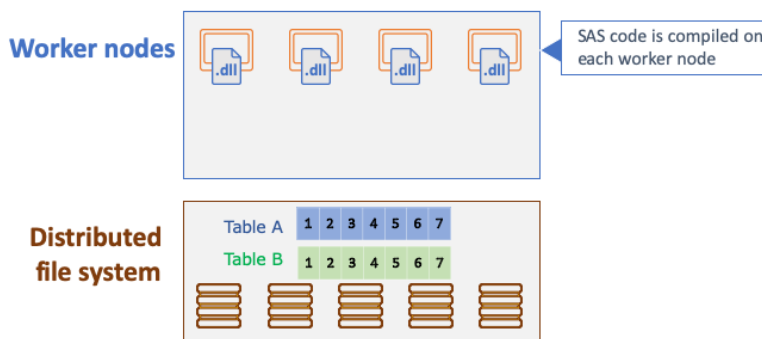 Worker nodes
.dll .dll .dll .dll
SAS code is compiled on
each worker node
Distributed
file system
Table A 1 2 3 4 5 6 7
Table B 1 2 3 4 5 6 7